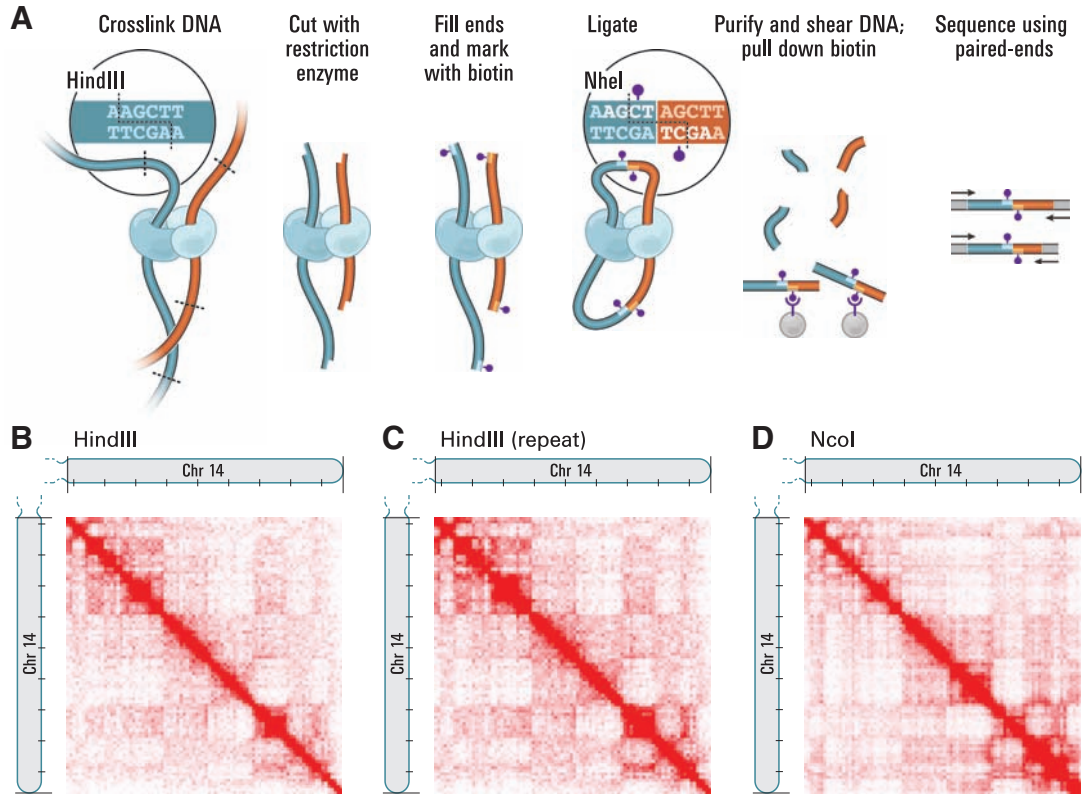 A
Crosslink DNA
Cut with
restriction
enzyme
Fill ends
and mark
with biotin
Ligate
Purify and shear DNA;
pull down biotin
Sequence using
paired-ends
HindIII
AAGCTT
TTCGAA
NheI
AAGCT AGCTT
TTCGA TCGAA
B HindIII
Chr 14
Chr 14
C HindIII (repeat)
Chr 14
Chr 14
D NcoI
Chr 14
Chr 14